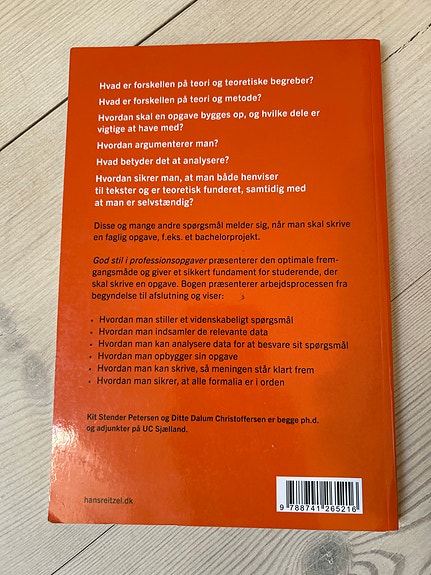 Hvad er forskellen på teori og teoretiske begreber?
Hvad er forskellen på teori og metode?
Hvordan skal en opgave bygges op, og hvilke dele er
vigtige at have med?
Hvordan argumenterer man?
Hvad betyder det at analysere?
Hvordan sikrer man, at man både henviser
til tekster og er teoretisk funderet, samtidig med
at man er selvstændig?
Disse og mange andre spørgsmål melder sig, når man skal skrive
en faglig opgave, f.eks. et bachelorprojekt.
God stil i professionsopgaver præsenterer den optimale frem-
gangsmåde og giver et sikkert fundament for studerende, der
skal skrive en opgave. Bogen præsenterer arbejdsprocessen fra
begyndelse til afslutning og viser:
• Hvordan man stiller et videnskabeligt spørgsmål
• Hvordan man indsamler de relevante data
• Hvordan man kan analysere data for at besvare sit spørgsmål
• Hvordan man opbygger sin opgave
• Hvordan man kan skrive, så meningen står klart frem
• Hvordan man sikrer, at alle formalia er i orden
Kit Stender Petersen og Ditte Dalum Christoffersen er begge ph.d.
og adjunkter på UC Sjælland.
hansreitzel.dk
9 788741 265216